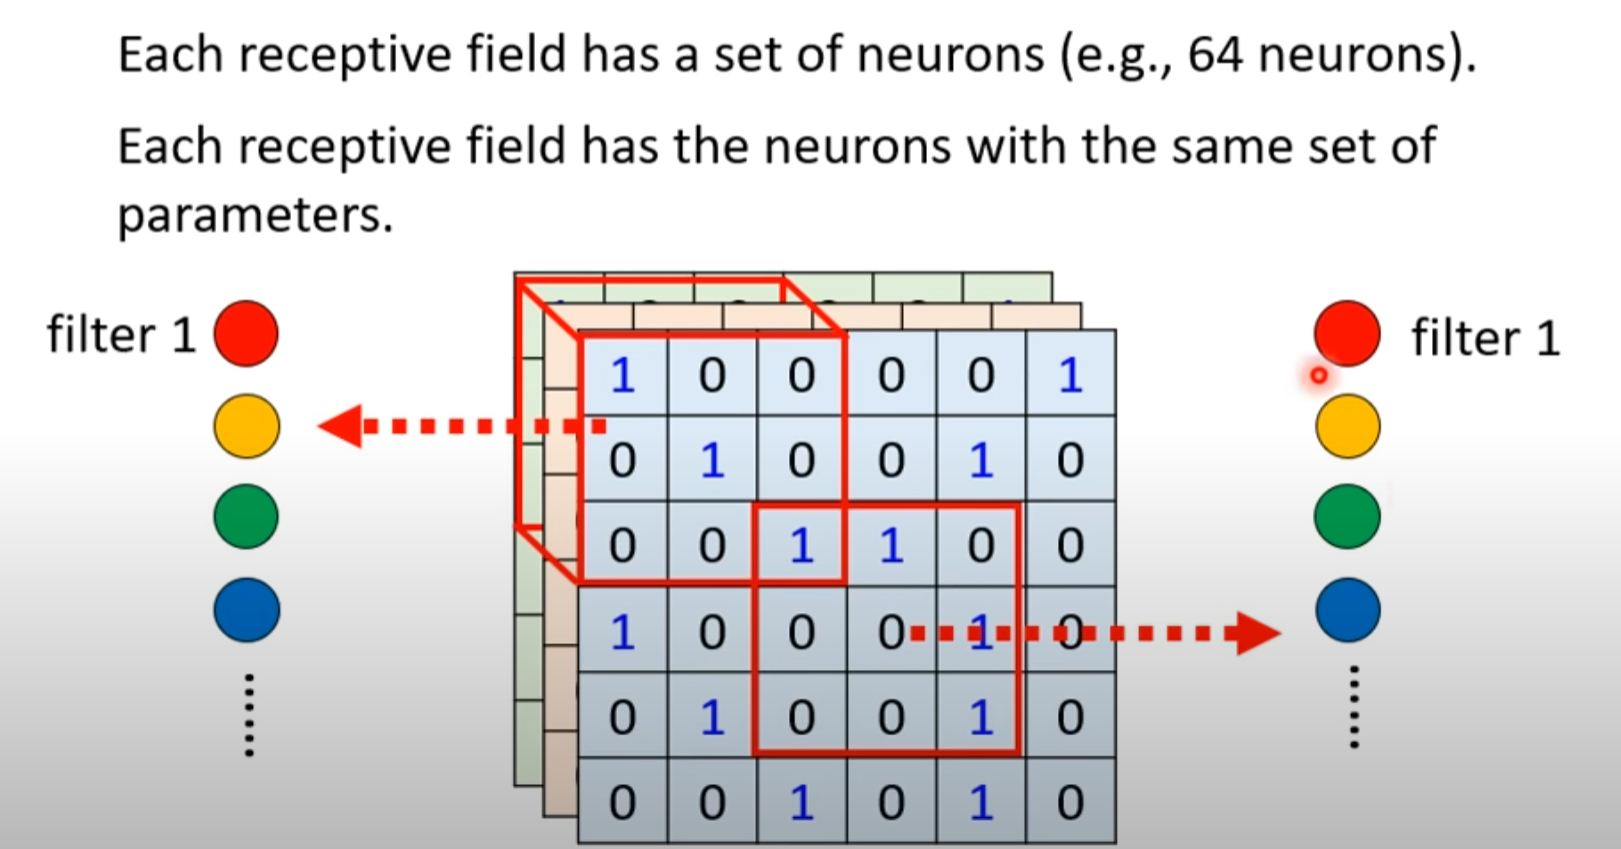 Each receptive field has a set of neurons (e.g., 64 neurons).
Each receptive field has the neurons with the same set of
parameters.
filter 1
filter 1
1 0 0 0 0 1
0 1 0 0 1 0
0 0 1 1 0 0
1 0 0 0 1 0
0 1 0 0 1 0
0 0 1 0 1 0